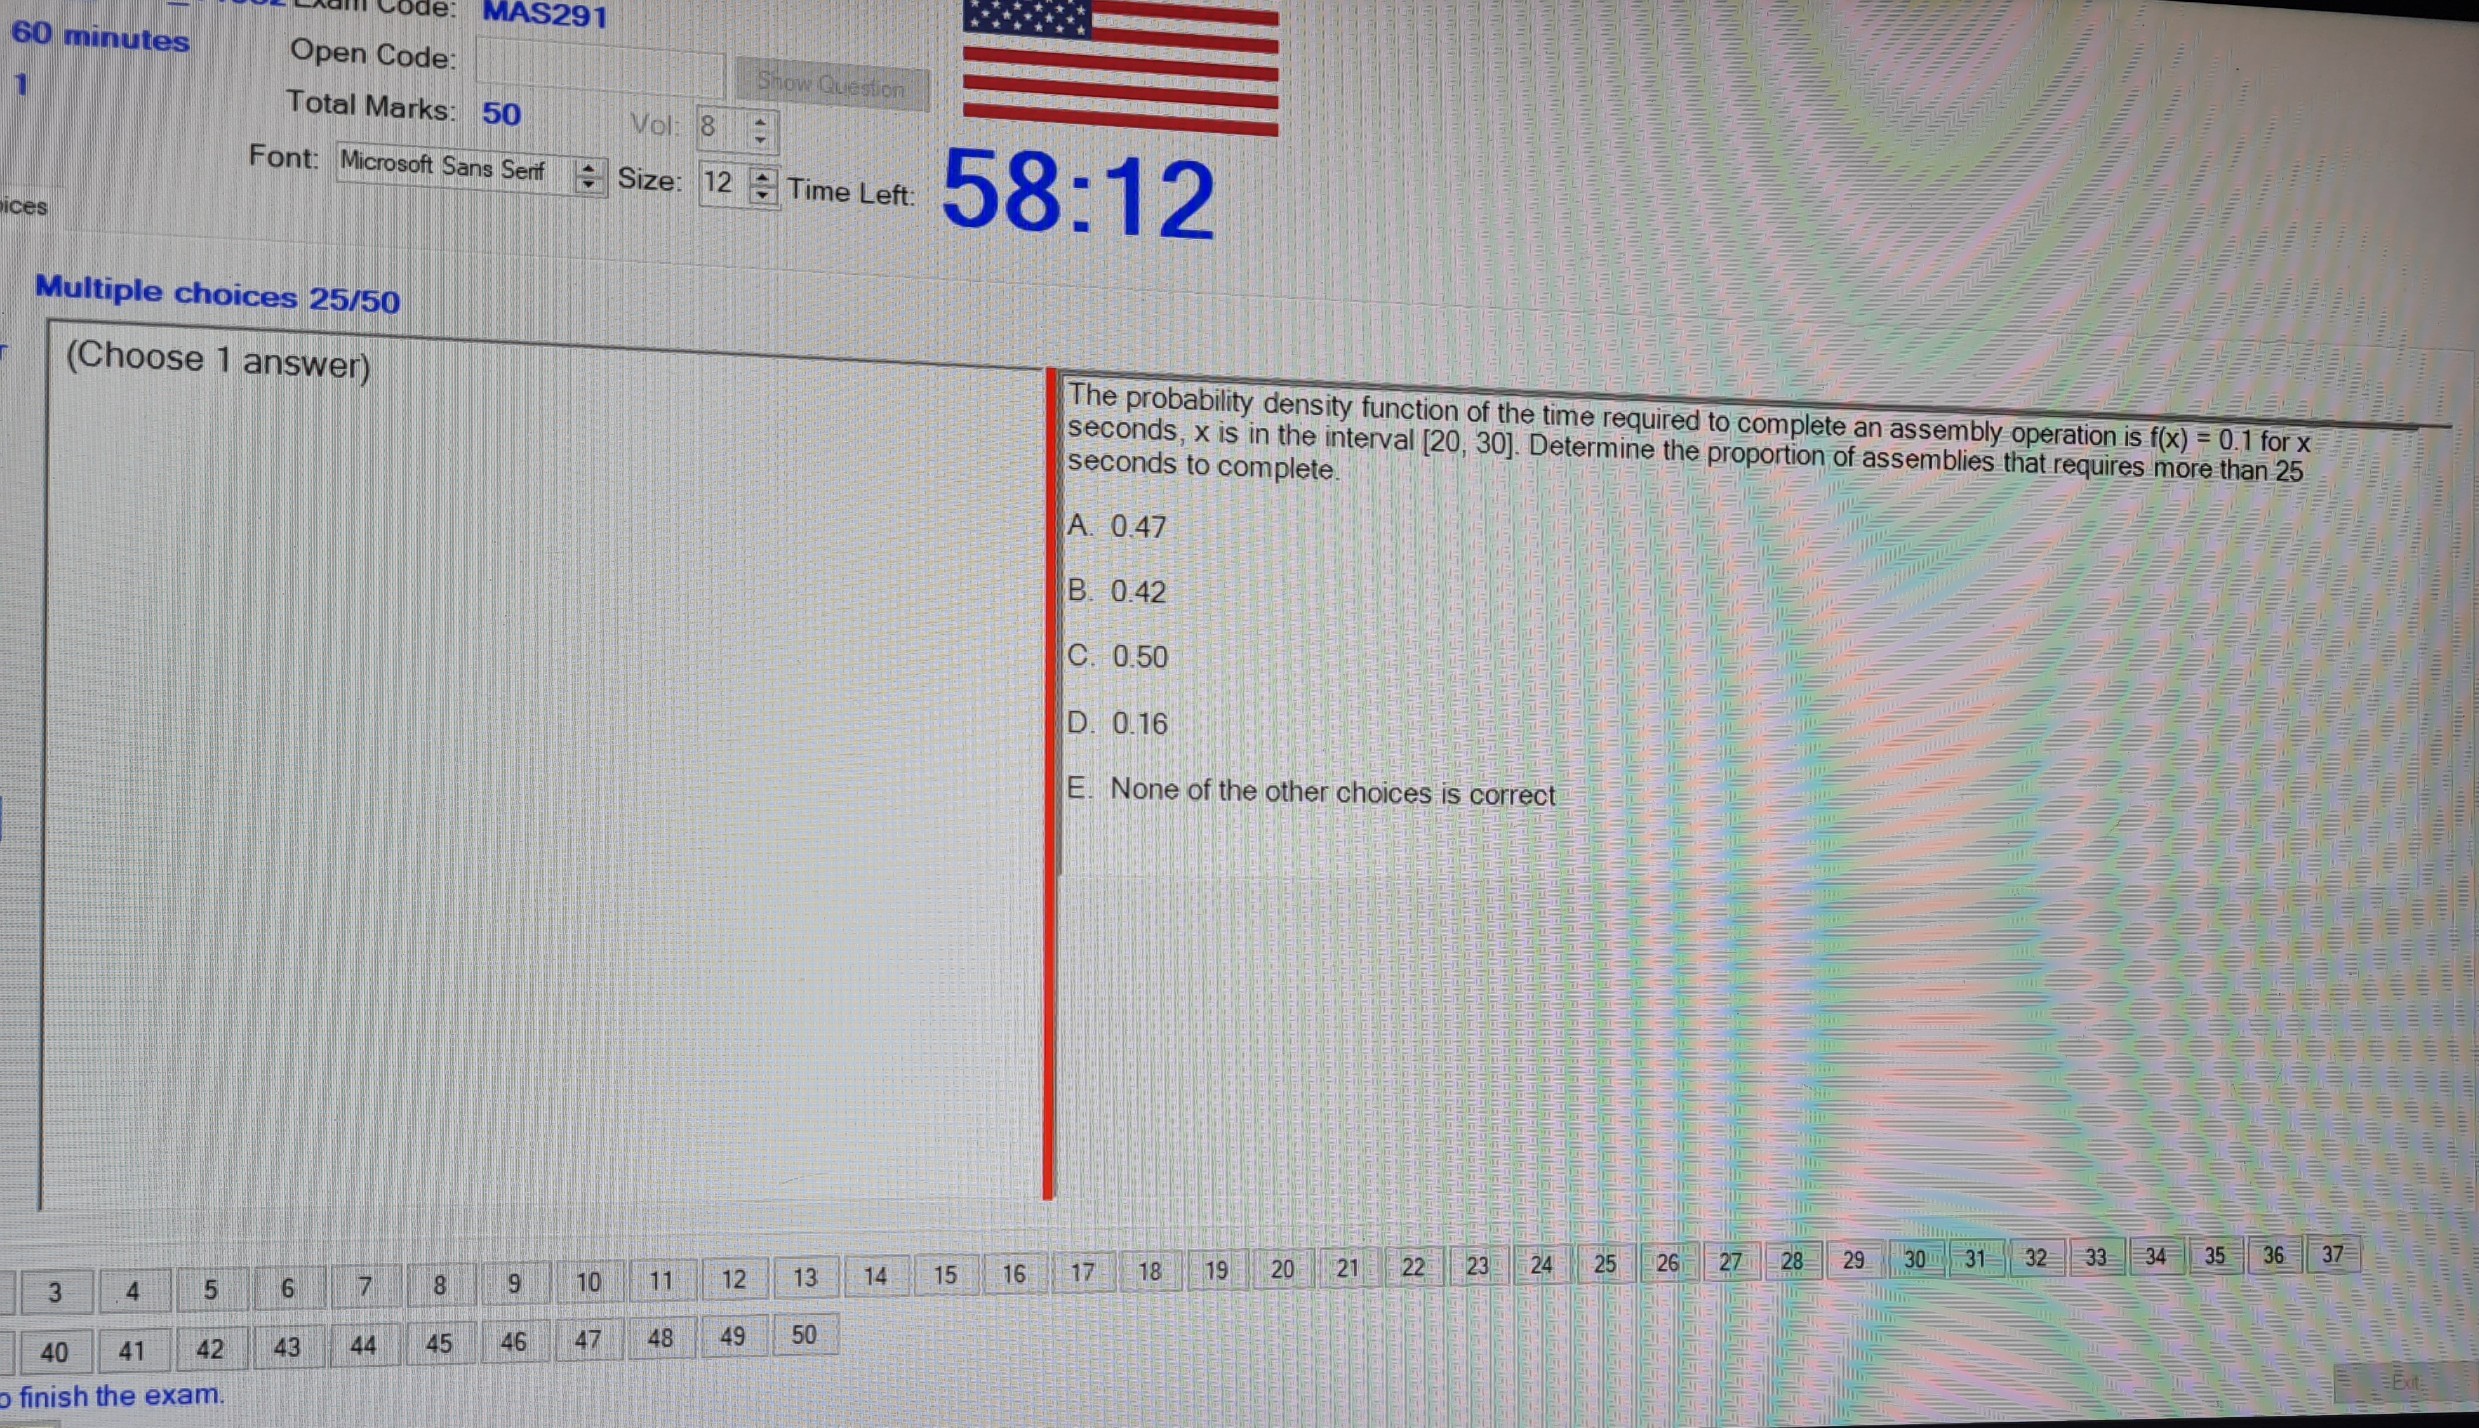 Exam Code: MAS291
60 minutes
Open Code:
Show Question
1
Total Marks: 50
Vol: 8
Font: Microsoft Sans Serif
Size: 12
Time Left: 58:12
Multiple choices 25/50
(Choose 1 answer)
The probability density function of the time required to complete an assembly operation is f(x) = 0.1 for x
seconds, x is in the interval [20, 30]. Determine the proportion of assemblies that requires more than 25
seconds to complete.
A. 0.47
B. 0.42
C. 0.50
D. 0.16
E. None of the other choices is correct
3 4 5 6 7 8 9 10 11 12 13 14 15 16 17 18 19 20 21 22 23 24 25 26 27 28 29 30 31 32 33 34 35 36 37
40 41 42 43 44 45 46 47 48 49 50
finish the exam.
Exit